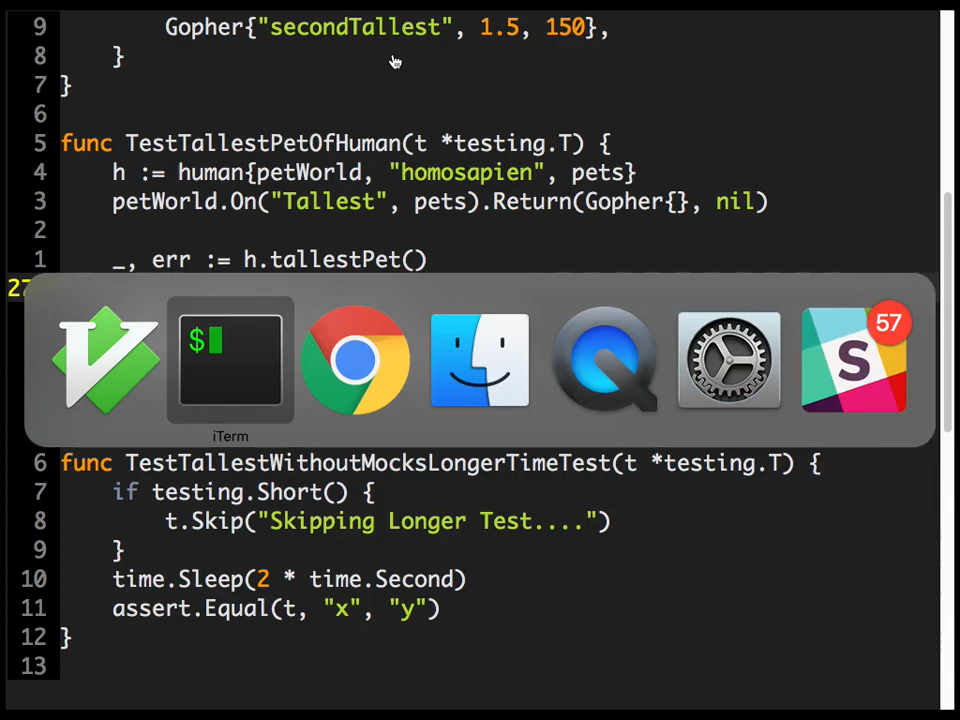 9 Gopher{"secondTallest", 1.5, 150},
8 }
7 }
6
5 func TestTallestPetOfHuman(t *testing.T) {
4 h := human{petWorld, "homosapien", pets}
3 petWorld.On("Tallest", pets).Return(Gopher{}, nil)
2
1 _, err := h.tallestPet()
27
$
57
S
iTerm
6 func TestTallestWithoutMocksLongerTimeTest(t *testing.T) {
7 if testing.Short() {
8 t.Skip("Skipping Longer Test....")
9 }
10 time.Sleep(2 * time.Second)
11 assert.Equal(t, "x", "y")
12 }
13